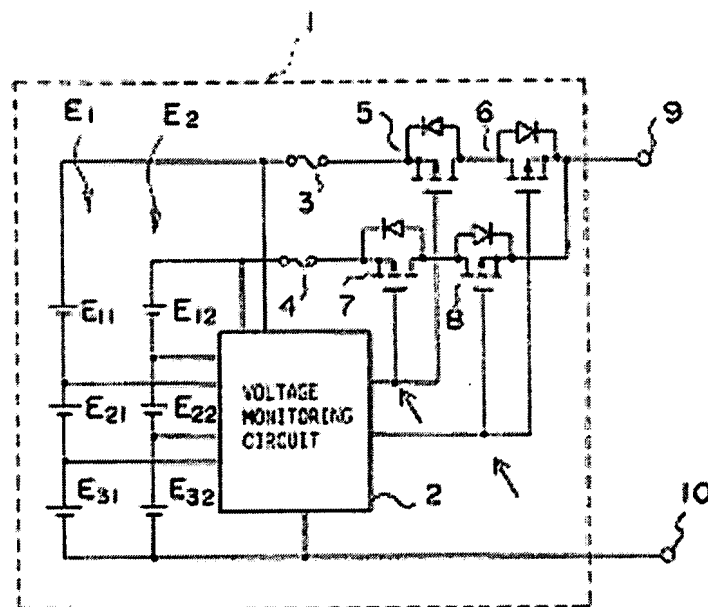 1
E1 E2 5 6 9
3
4 7 8
E11 E12
E21 E22 VOLTAGE
MONITORING
CIRCUIT
E31 E32 2 10